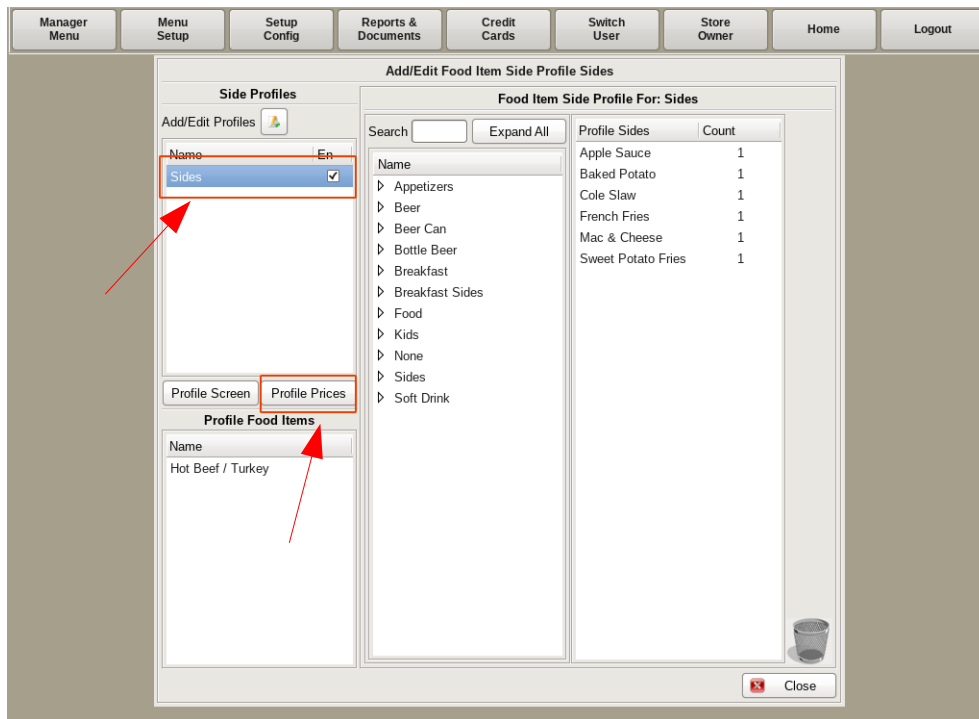 Manager Menu
Menu Setup
Setup Config
Reports & Documents
Credit Cards
Switch User
Store Owner
Home
Logout
Add/Edit Food Item Side Profile Sides
Side Profiles
Add/Edit Profiles
Name En
Sides
Profile Screen Profile Prices
Profile Food Items
Name
Hot Beef / Turkey
Food Item Side Profile For: Sides
Search Expand All
Name
Appetizers
Beer
Beer Can
Bottle Beer
Breakfast
Breakfast Sides
Food
Kids
None
Sides
Soft Drink
Profile Sides Count
Apple Sauce 1
Baked Potato 1
Cole Slaw 1
French Fries 1
Mac & Cheese 1
Sweet Potato Fries 1
Close